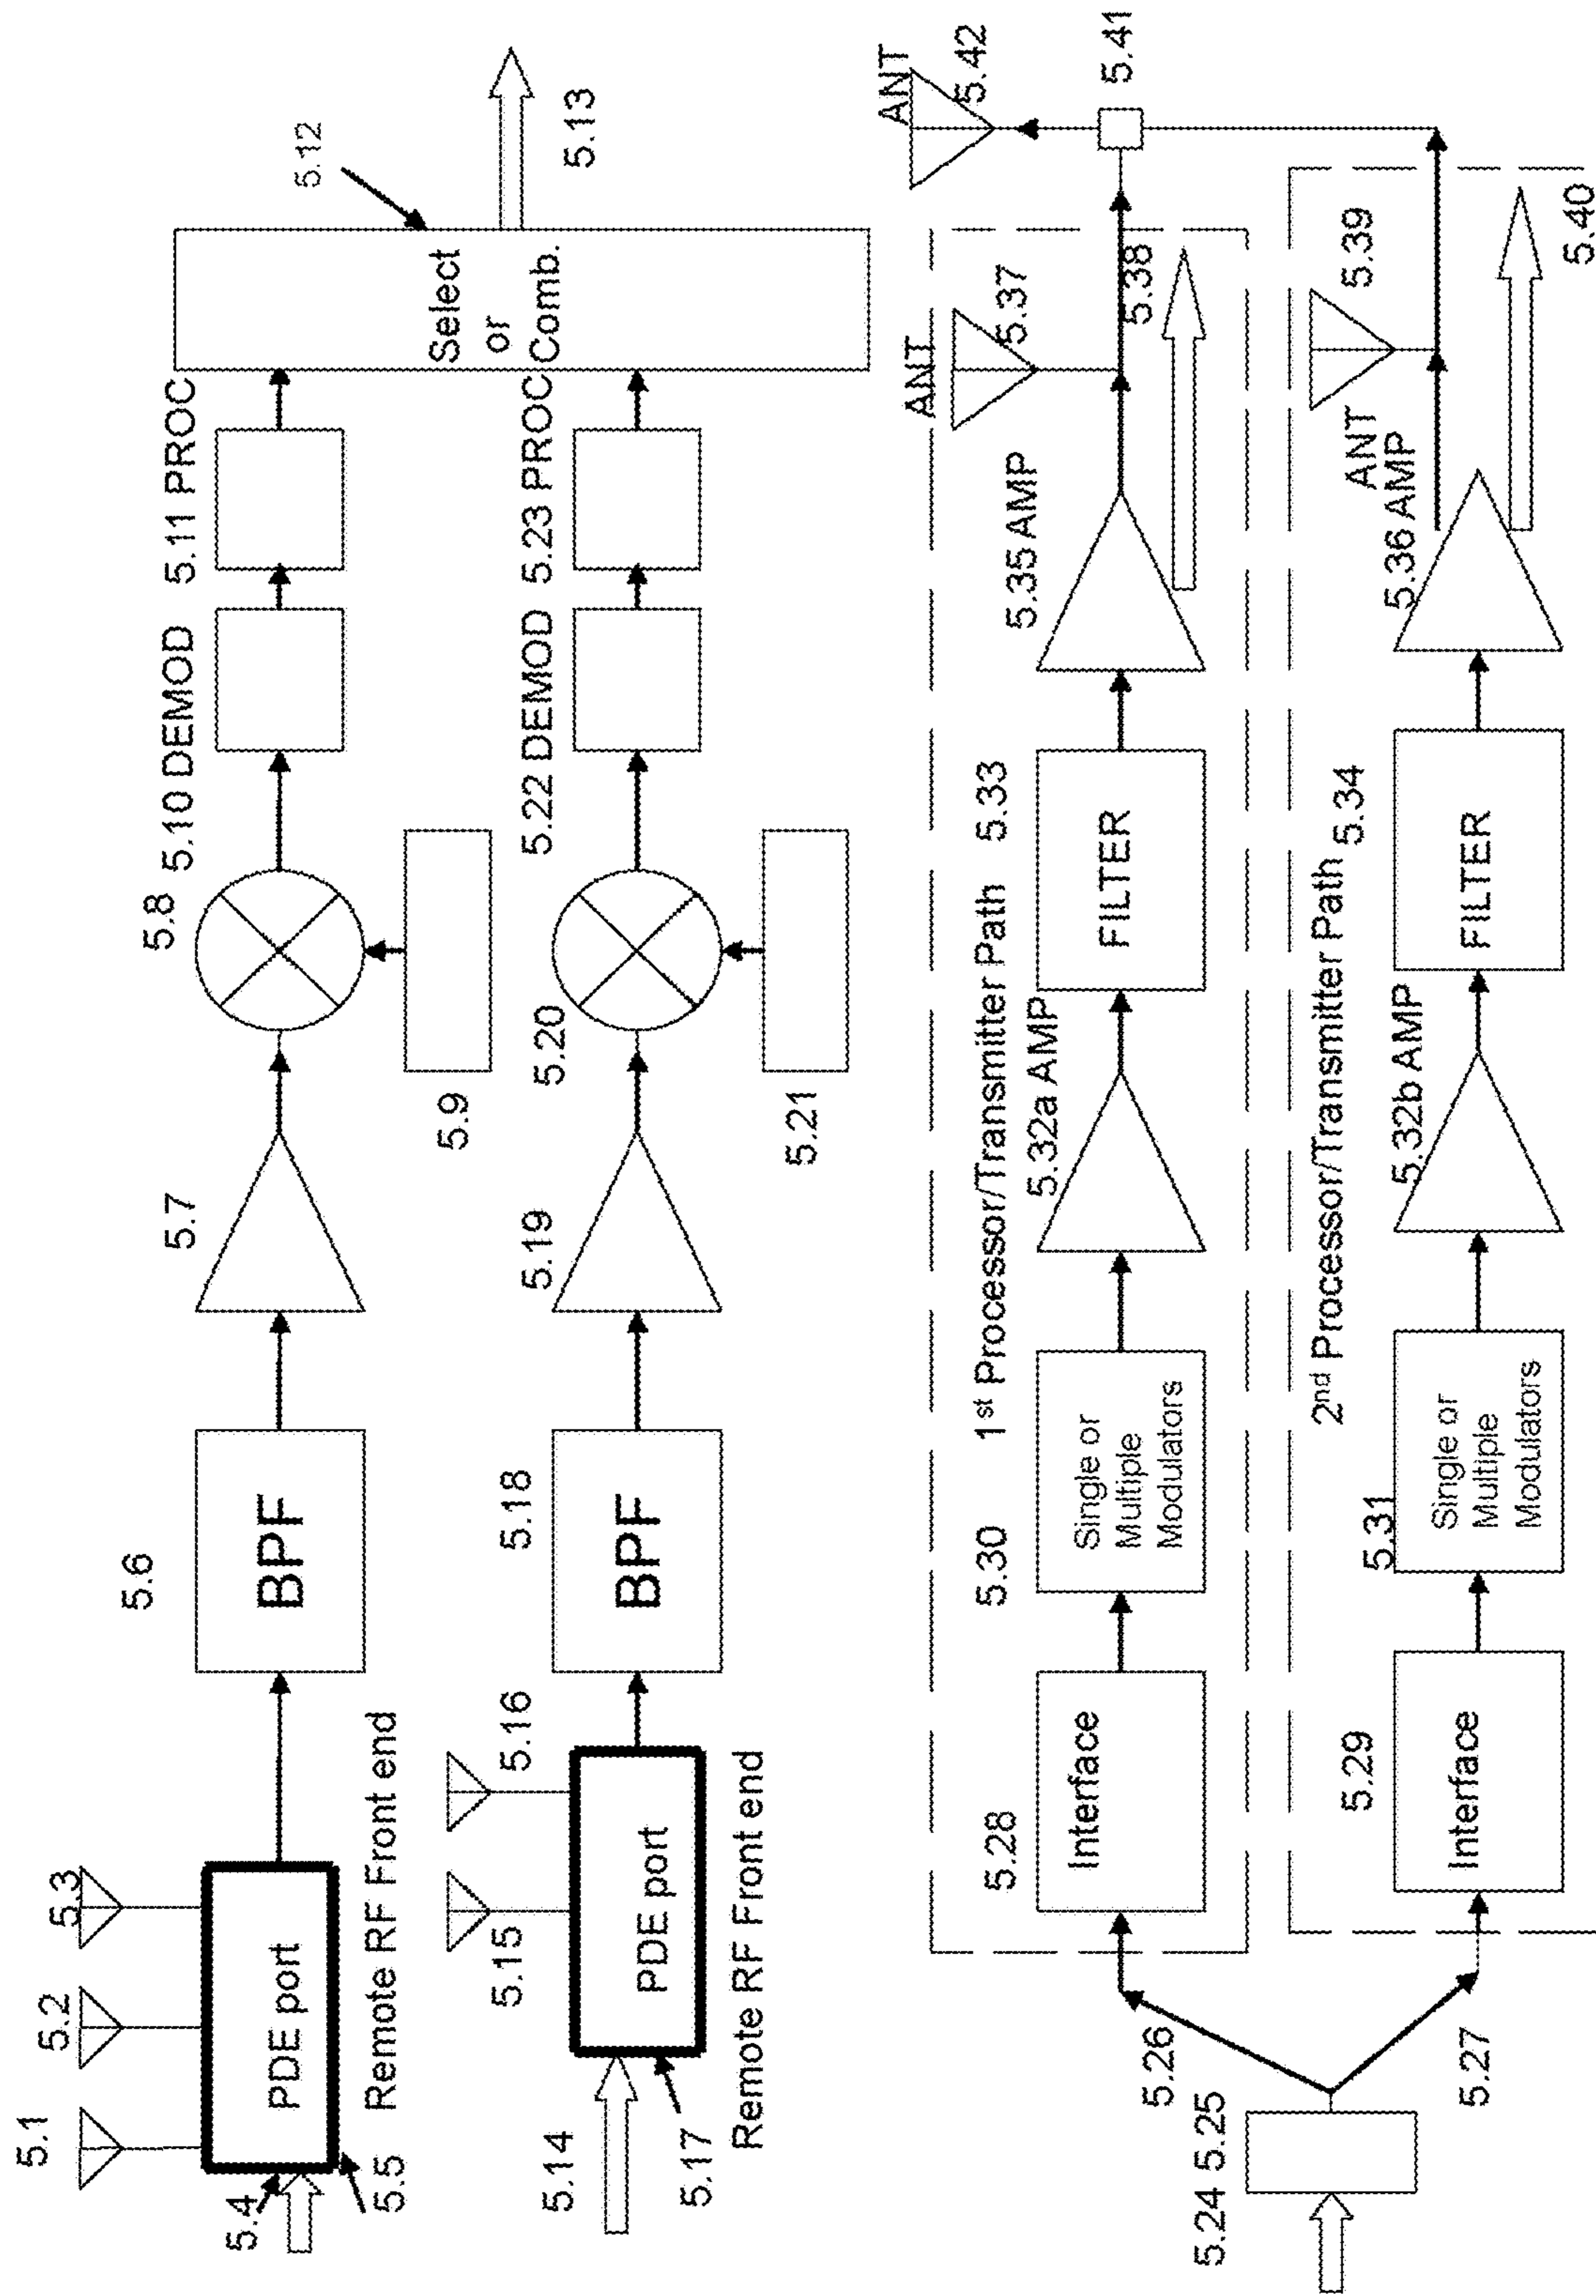 5.1
5.2
5.3
5.4
PDE port
5.5
Remote RF Front end
5.6
BPF
5.7
5.8
5.9
5.10 DEMOD
5.11 PROC
5.12
Select
or
Comb.
5.13
5.14
5.15
5.16
PDE port
5.17
Remote RF Front end
5.18
BPF
5.19
5.20
5.21
5.22 DEMOD
5.23 PROC
5.24 5.25
5.26
5.27
5.28
Interface
5.30
Single or
Multiple
Modulators
1st Processor/Transmitter Path
5.32a AMP
5.33
FILTER
5.35 AMP
ANT
5.37
5.38
ANT
5.42
5.41
5.29
Interface
5.31
Single or
Multiple
Modulators
2nd Processor/Transmitter Path
5.32b AMP
5.34
FILTER
5.36 AMP
ANT
5.39
5.40